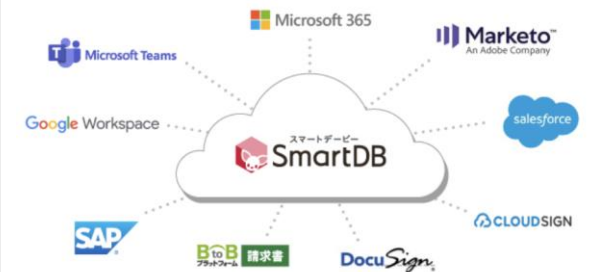 Microsoft 365
Marketo™
An Adobe Company
Microsoft Teams
Google Workspace
salesforce
スマートデービー
SmartDB
CLOUDSIGN
SAP
BtoB
プラットフォーム
請求書
DocuSign